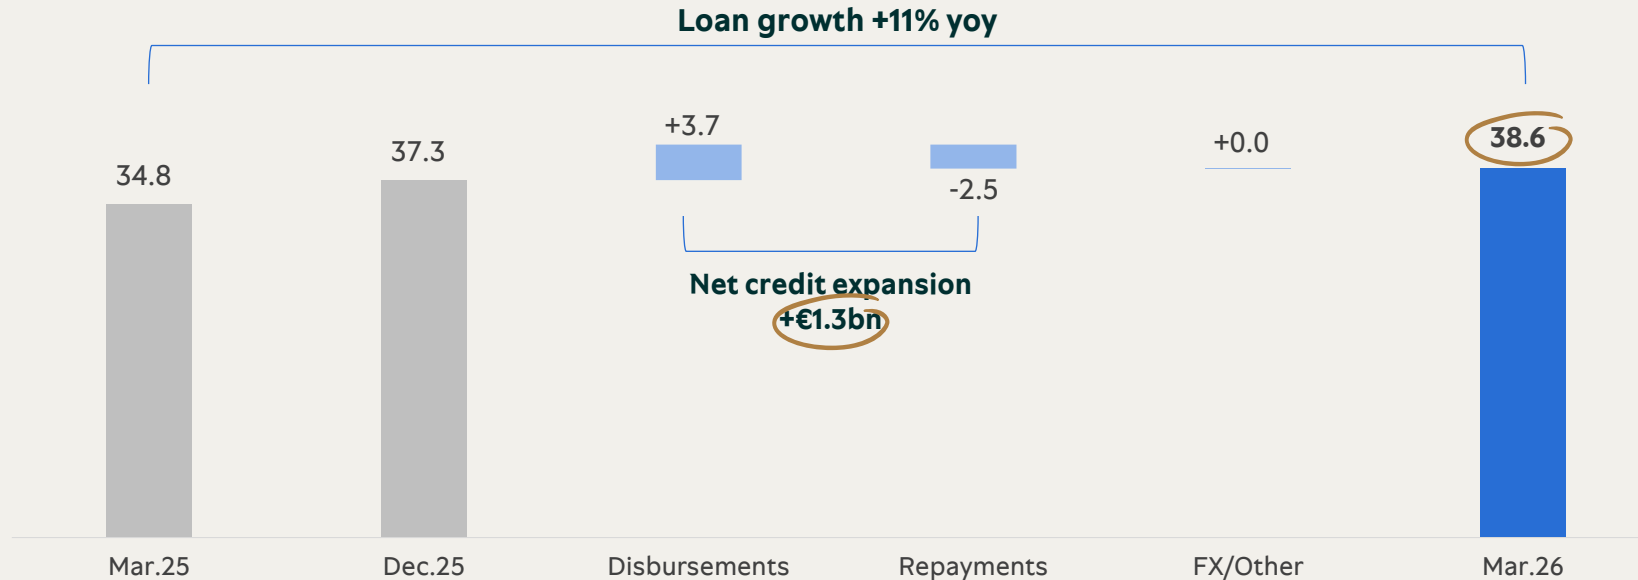 Loan growth +11% yoy
34.8
37.3
+3.7
-2.5
+0.0
38.6
Net credit expansion
+€1.3bn
Mar.25
Dec.25
Disbursements
Repayments
FX/Other
Mar.26